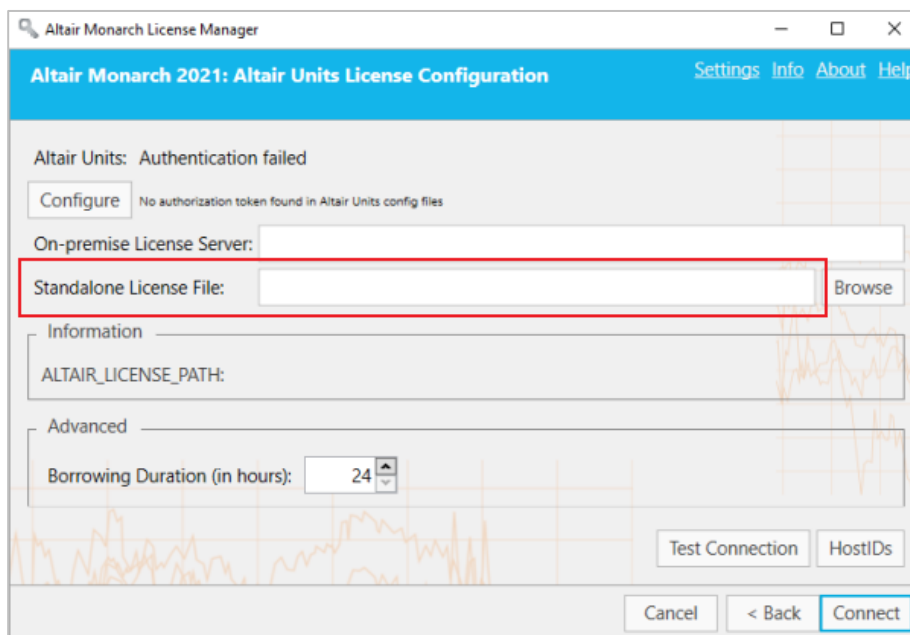 Altair Monarch License Manager
Altair Monarch 2021: Altair Units License Configuration
Settings Info About Help
Altair Units: Authentication failed
Configure No authorization token found in Altair Units config files
On-premise License Server:
Standalone License File: Browse
Information
ALTAIR_LICENSE_PATH:
Advanced
Borrowing Duration (in hours): 24
Test Connection HostIDs
Cancel < Back Connect